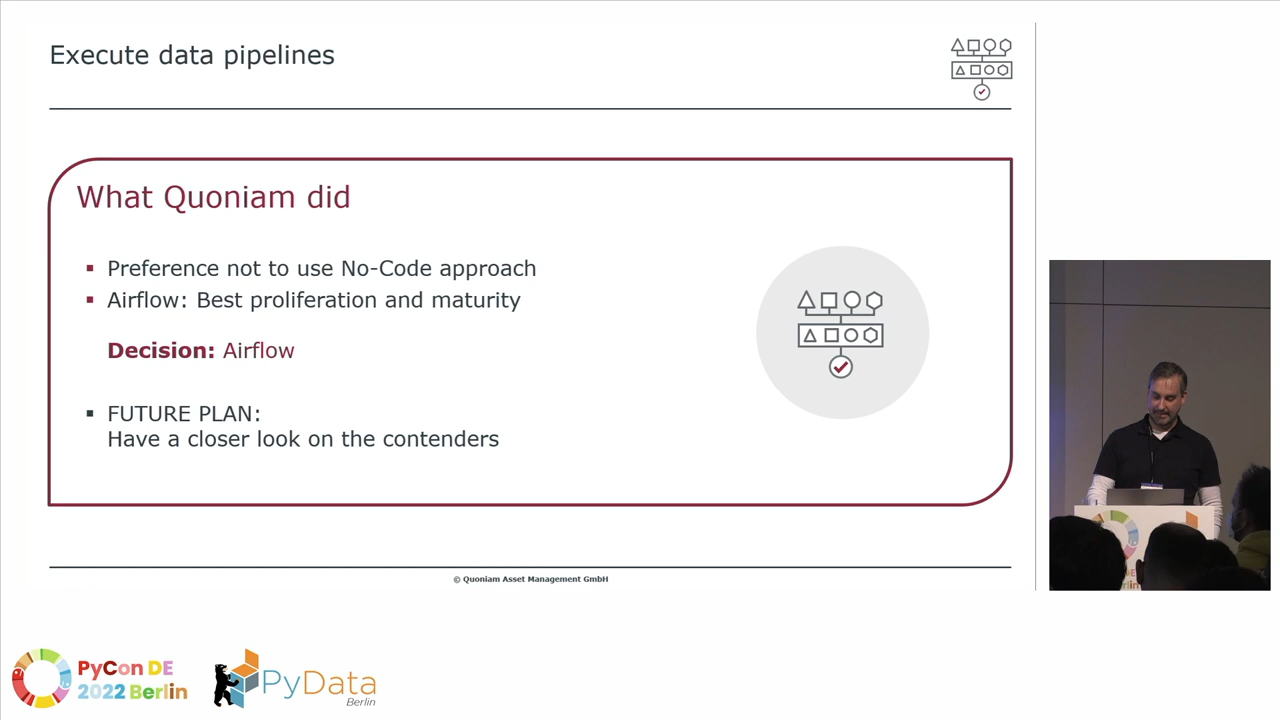 Execute data pipelines
What Quoniam did
▪ Preference not to use No-Code approach
▪ Airflow: Best proliferation and maturity
Decision: Airflow
▪ FUTURE PLAN:
Have a closer look on the contenders
© Quoniam Asset Management GmbH
PyCon DE
2022 Berlin
PyData
Berlin